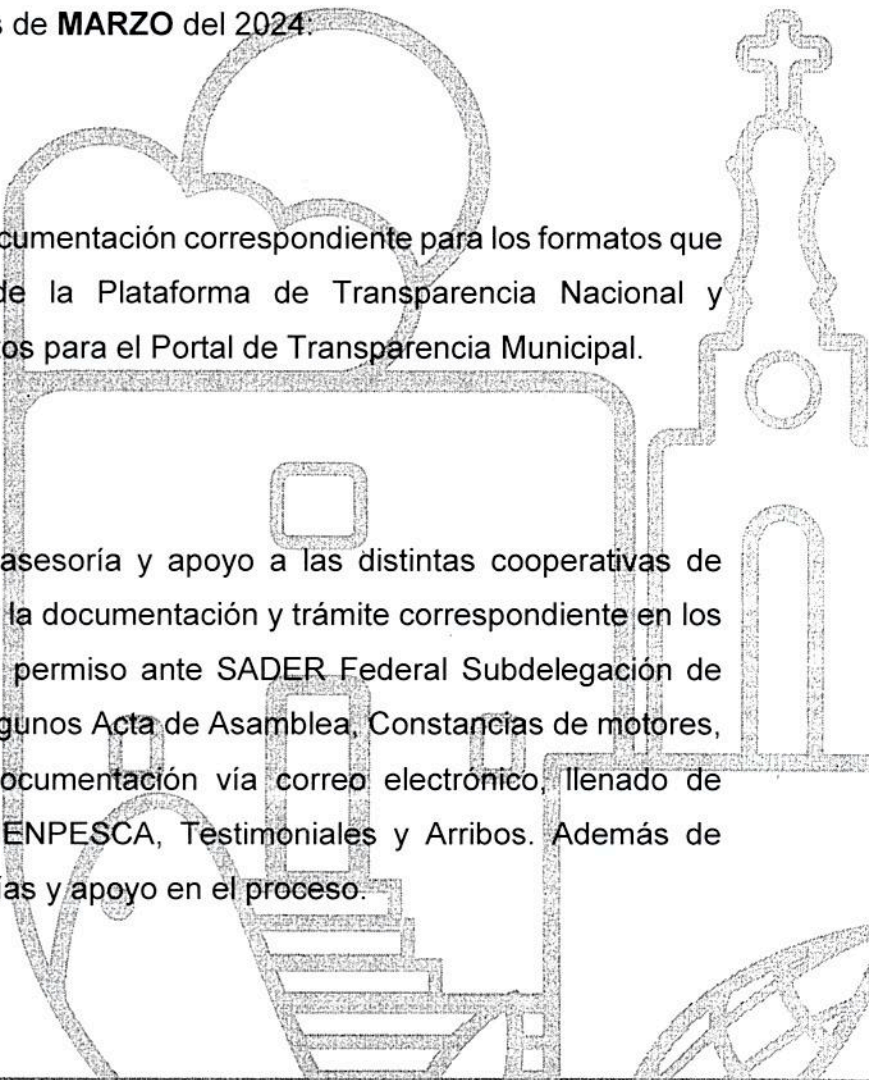 s de MARZO del 2024:
cumentación correspondiente para los formatos que
de la Plataforma de Transparencia Nacional y
tos para el Portal de Transparencia Municipal.
asesoría y apoyo a las distintas cooperativas de
la documentación y trámite correspondiente en los
permiso ante SADER Federal Subdelegación de
lgunos Acta de Asamblea, Constancias de motores,
ocumentación vía correo electrónico, llenado de
ENPESCA, Testimoniales y Arribos. Además de
ías y apoyo en el proceso.